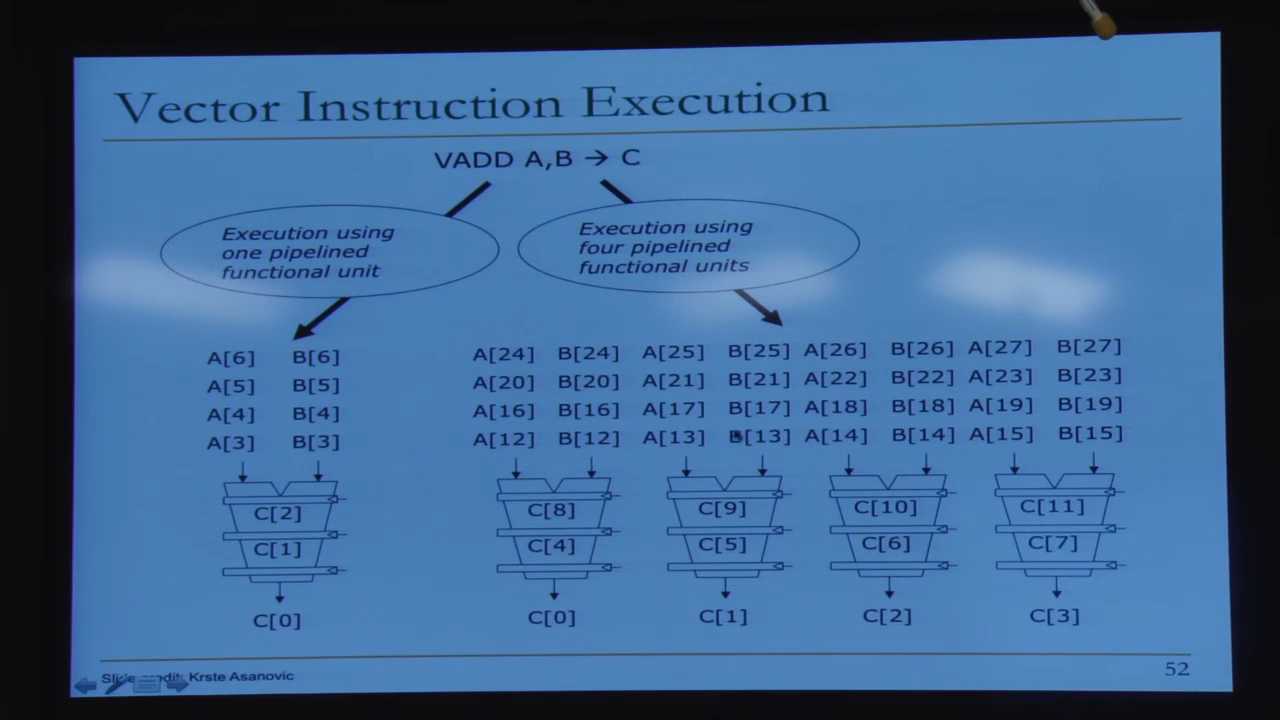 Vector Instruction Execution
VADD A,B → C
Execution using
one pipelined
functional unit
Execution using
four pipelined
functional units
A[6] B[6]
A[5] B[5]
A[4] B[4]
A[3] B[3]
C[2]
C[1]
C[0]
A[24] B[24] A[25] B[25] A[26] B[26] A[27] B[27]
A[20] B[20] A[21] B[21] A[22] B[22] A[23] B[23]
A[16] B[16] A[17] B[17] A[18] B[18] A[19] B[19]
A[12] B[12] A[13] B[13] A[14] B[14] A[15] B[15]
C[8] C[9] C[10] C[11]
C[4] C[5] C[6] C[7]
C[0] C[1] C[2] C[3]
Slide credit: Krste Asanovic
52